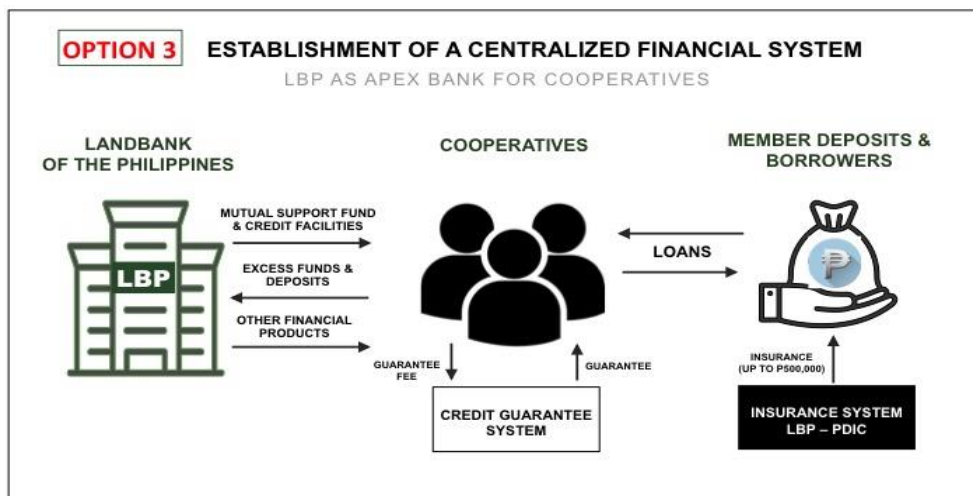 OPTION 3
ESTABLISHMENT OF A CENTRALIZED FINANCIAL SYSTEM
LBP AS APEX BANK FOR COOPERATIVES
LANDBANK
OF THE PHILIPPINES
COOPERATIVES
MEMBER DEPOSITS &
BORROWERS
LBP
MUTUAL SUPPORT FUND
& CREDIT FACILITIES
EXCESS FUNDS &
DEPOSITS
OTHER FINANCIAL
PRODUCTS
LOANS
₱
GUARANTEE
FEE
GUARANTEE
INSURANCE
(UP TO P500,000)
CREDIT GUARANTEE
SYSTEM
INSURANCE SYSTEM
LBP – PDIC